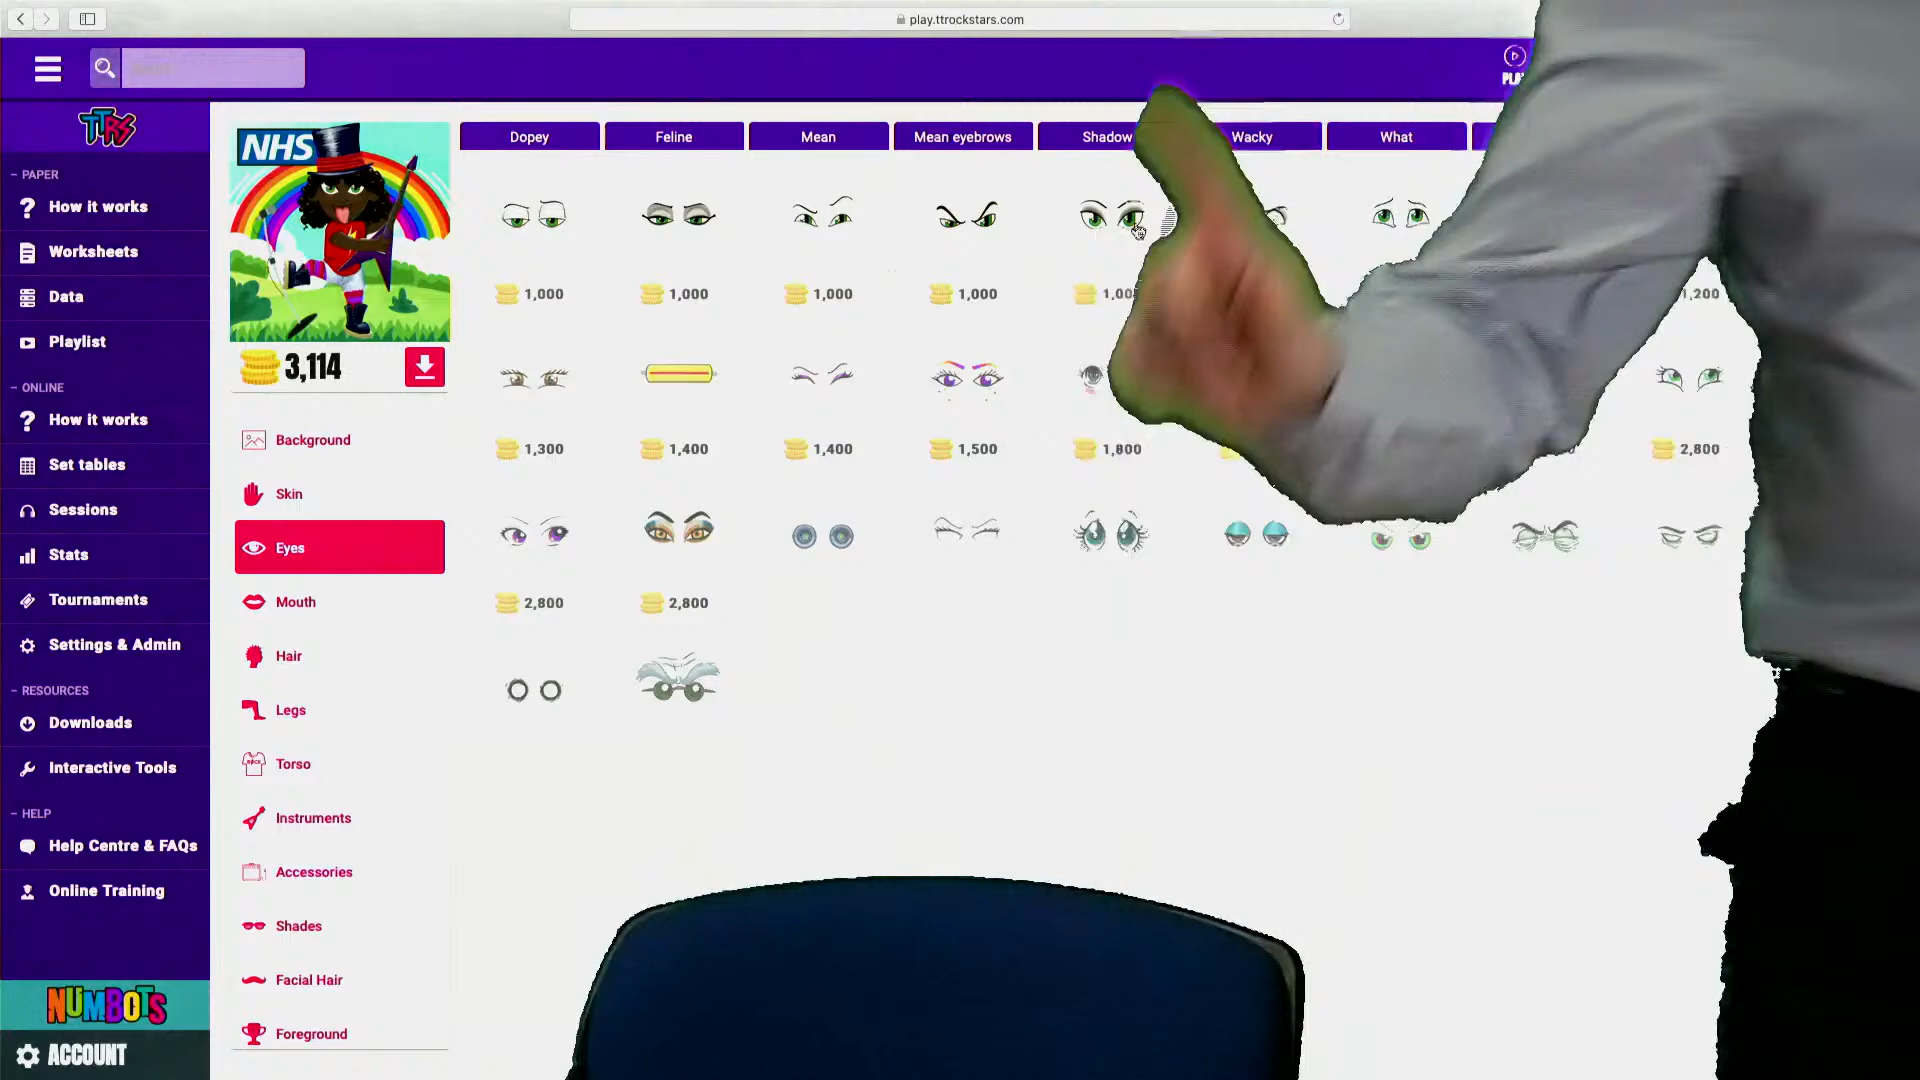 play.ttrockstars.com
TTRS
PAPER
How it works
Worksheets
Data
Playlist
ONLINE
How it works
Set tables
Sessions
Stats
Tournaments
Settings & Admin
RESOURCES
Downloads
Interactive Tools
HELP
Help Centre & FAQs
Online Training
NUMBOTS
ACCOUNT
NHS
3,114
Background
Skin
Eyes
Mouth
Hair
Legs
Torso
Instruments
Accessories
Shades
Facial Hair
Foreground
Dopey Feline Mean Mean eyebrows Shadow Wacky What
1,000 1,000 1,000 1,000 1,200
1,300 1,400 1,400 1,500 1,800 2,800
2,800 2,800